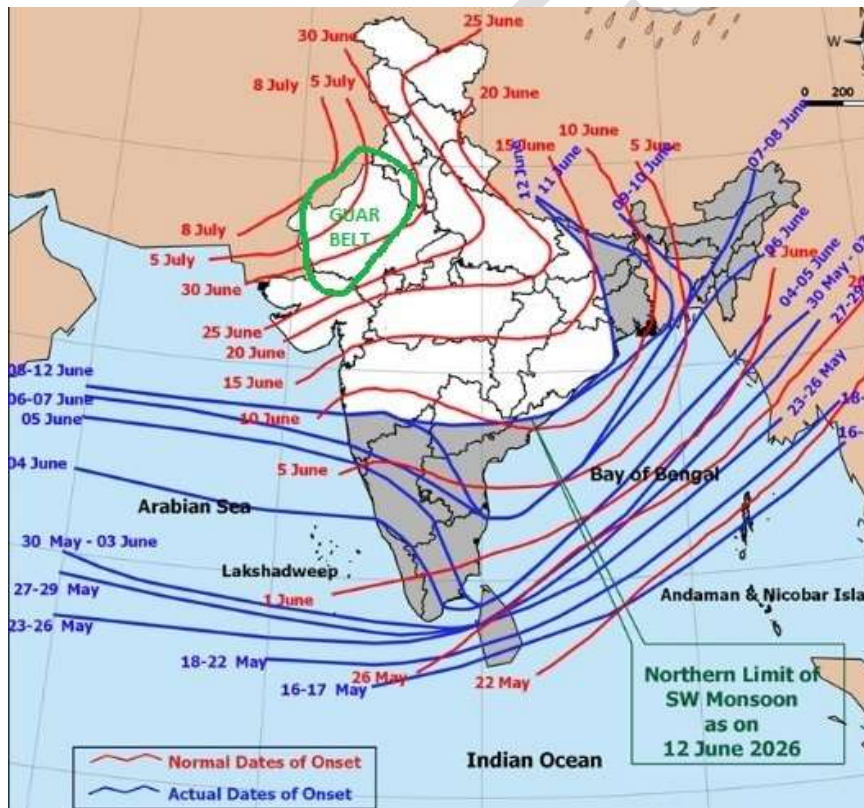 25 June
30 June
W
8 July
5 July
20 June
0 200
10 June
15 June
5 June
12 June
11 June
09-10 June
07-08 June
GUAR
BELT
8 July
5 July
06 June
1 June
30 June
04-05 June
30 May - 03
25 June
20 June
15 June
27-29
08-12 June
06-07 June
05 June
10 June
23-26 May
18-
16-
04 June
5 June
Bay of Bengal
Arabian Sea
30 May - 03 June
Lakshadweep
27-29 May
1 June
Andaman & Nicobar Isla
23-26 May
18-22 May
26 May
22 May
16-17 May
Northern Limit of
SW Monsoon
as on
12 June 2026
Indian Ocean
Normal Dates of Onset
Actual Dates of Onset